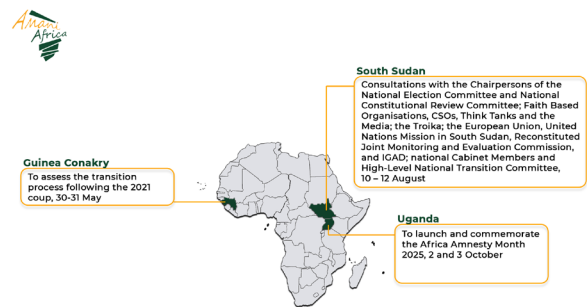 Amani
Africa
South Sudan
Consultations with the Chairpersons of the
National Election Committee and National
Constitutional Review Committee; Faith Based
Organisations, CSOs, Think Tanks and the
Media; the Troika; the European Union, United
Nations Mission in South Sudan, Reconstituted
Joint Monitoring and Evaluation Commission,
and IGAD; national Cabinet Members and
High-Level National Transition Committee,
10 – 12 August
Guinea Conakry
To assess the transition
process following the 2021
coup, 30-31 May
Uganda
To launch and commemorate
the Africa Amnesty Month
2025, 2 and 3 October